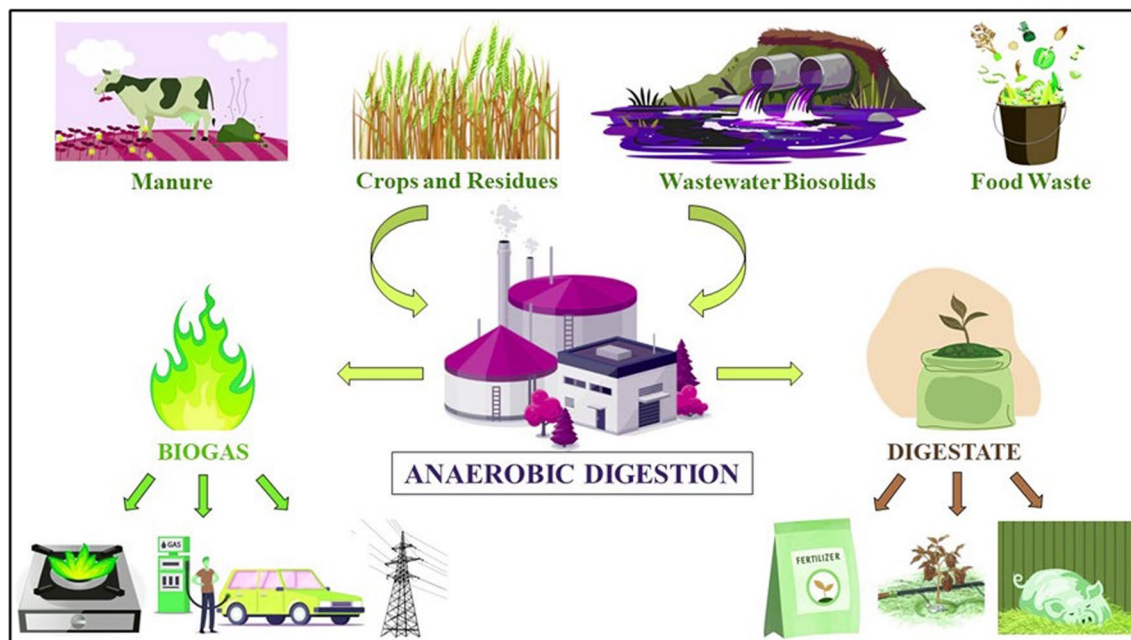 Manure
Crops and Residues
Wastewater Biosolids
Food Waste
BIOGAS
ANAEROBIC DIGESTION
DIGESTATE
GAS
FERTILIZER